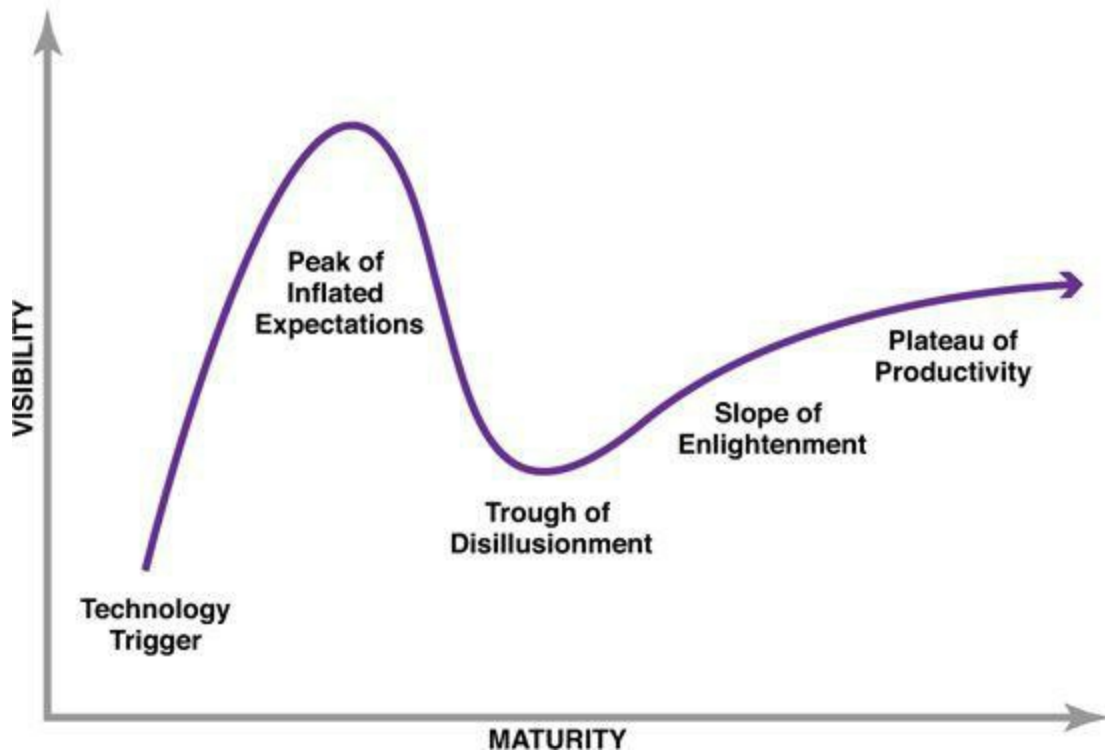 VISIBILITY
Peak of
Inflated
Expectations
Plateau of
Productivity
Slope of
Enlightenment
Trough of
Disillusionment
Technology
Trigger
MATURITY